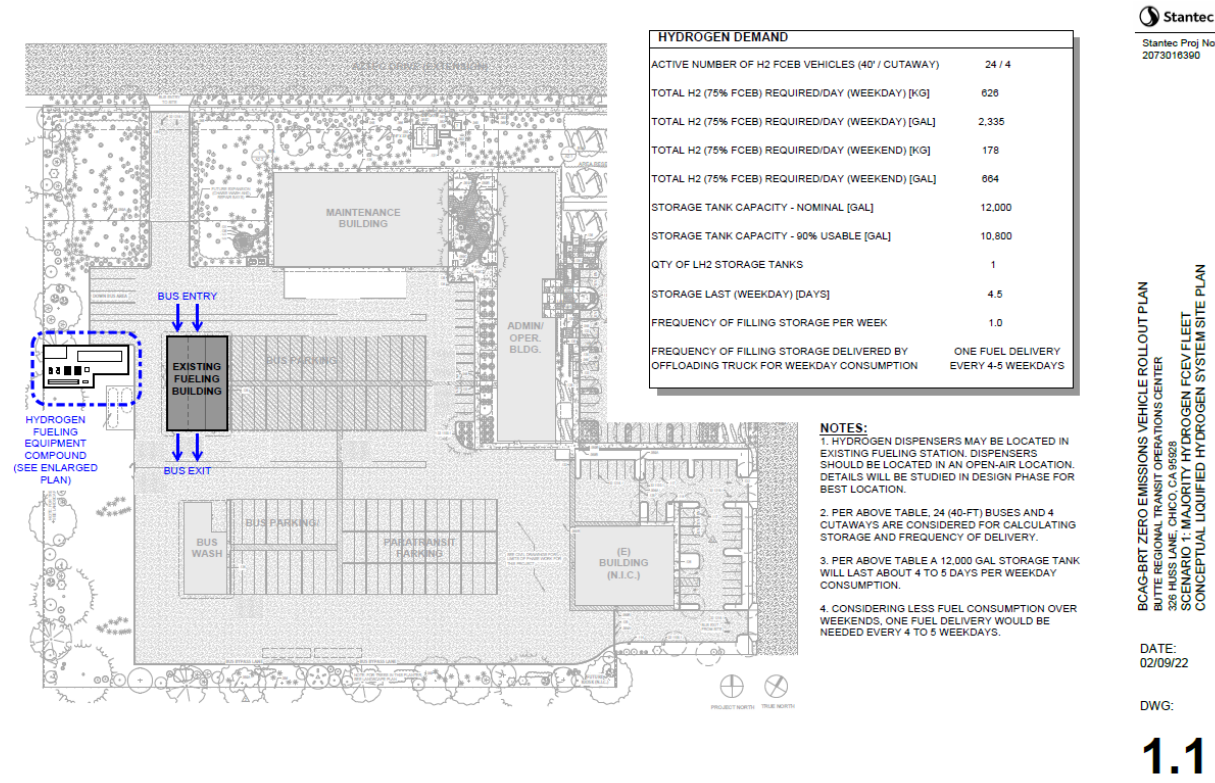 Stantec
Stantec Proj No
2073016390
AZTEC DRIVE
HYDROGEN DEMAND
ACTIVE NUMBER OF H2 FCEB VEHICLES (40' / CUTAWAY) 24 / 4
TOTAL H2 (75% FCEB) REQUIRED/DAY (WEEKDAY) [KG] 626
TOTAL H2 (75% FCEB) REQUIRED/DAY (WEEKDAY) [GAL] 2,335
TOTAL H2 (75% FCEB) REQUIRED/DAY (WEEKEND) [KG] 178
TOTAL H2 (75% FCEB) REQUIRED/DAY (WEEKEND) [GAL] 664
STORAGE TANK CAPACITY - NOMINAL [GAL] 12,000
STORAGE TANK CAPACITY - 90% USABLE [GAL] 10,800
QTY OF LH2 STORAGE TANKS 1
STORAGE LAST (WEEKDAY) [DAYS] 4.5
FREQUENCY OF FILLING STORAGE PER WEEK 1.0
FREQUENCY OF FILLING STORAGE DELIVERED BY ONE FUEL DELIVERY
OFFLOADING TRUCK FOR WEEKDAY CONSUMPTION EVERY 4-5 WEEKDAYS
MAINTENANCE
BUILDING
ADMIN/
OPER.
BLDG.
BUS ENTRY
BUS PARKING
EXISTING
FUELING
BUILDING
HYDROGEN
FUELING
EQUIPMENT
COMPOUND
(SEE ENLARGED
PLAN)
BUS EXIT
BUS PARKING/
BUS
WASH
PARATRANSIT
PARKING
(E)
BUILDING
(N.I.C.)
BUS BYPASS LANE
BUS BYPASS LANE
PROJECT NORTH
TRUE NORTH
NOTES:
1. HYDROGEN DISPENSERS MAY BE LOCATED IN
EXISTING FUELING STATION. DISPENSERS
SHOULD BE LOCATED IN AN OPEN-AIR LOCATION.
DETAILS WILL BE STUDIED IN DESIGN PHASE FOR
BEST LOCATION.
2. PER ABOVE TABLE, 24 (40-FT) BUSES AND 4
CUTAWAYS ARE CONSIDERED FOR CALCULATING
STORAGE AND FREQUENCY OF DELIVERY.
3. PER ABOVE TABLE A 12,000 GAL STORAGE TANK
WILL LAST ABOUT 4 TO 5 DAYS PER WEEKDAY
CONSUMPTION.
4. CONSIDERING LESS FUEL CONSUMPTION OVER
WEEKENDS, ONE FUEL DELIVERY WOULD BE
NEEDED EVERY 4 TO 5 WEEKDAYS.
BCAG-BRT ZERO EMISSIONS VEHICLE ROLLOUT PLAN
BUTTE REGIONAL TRANSIT OPERATIONS CENTER
326 HUSS LANE, CHICO, CA 95928
SCENARIO 1: MAJORITY HYDROGEN FCEV FLEET
CONCEPTUAL LIQUIFIED HYDROGEN SYSTEM SITE PLAN
DATE:
02/09/22
DWG:
1.1